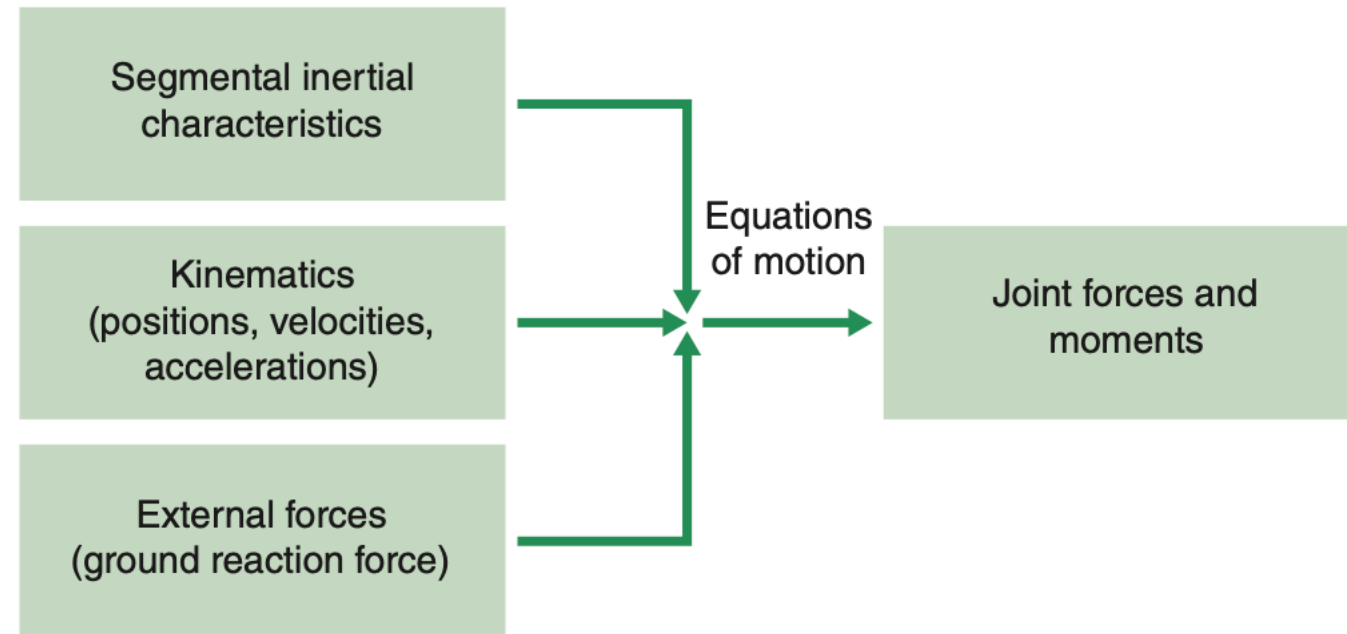 Segmental inertial
characteristics
Kinematics
(positions, velocities,
accelerations)
External forces
(ground reaction force)
Equations
of motion
Joint forces and
moments